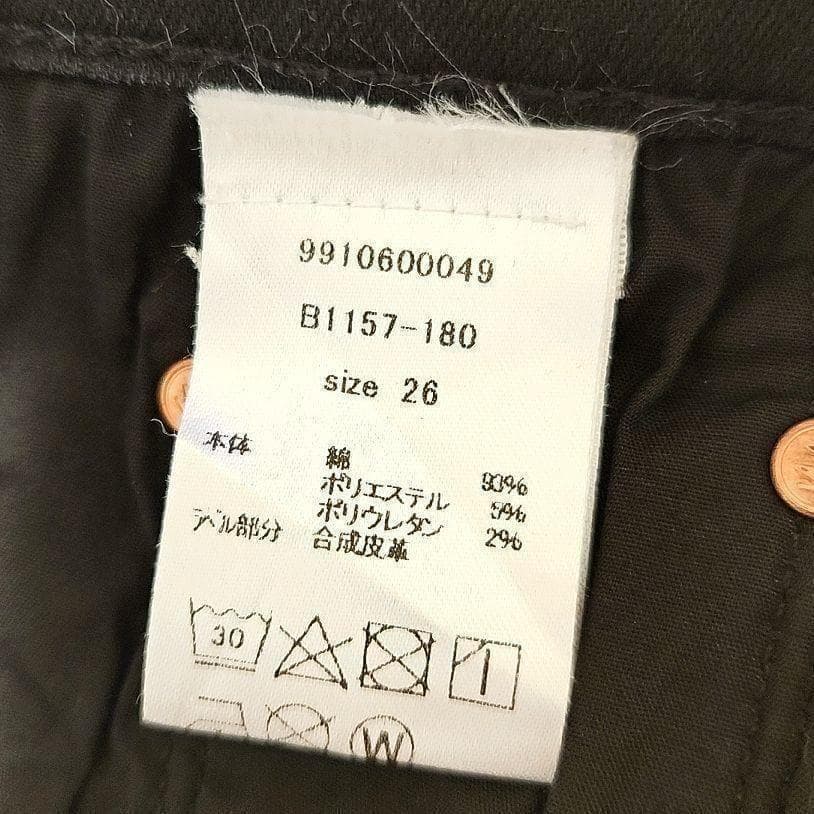 9910600049
B1157-180
size 26
本体 綿 93%
ポリエステル 5%
ポリウレタン 2%
ラベル部分 合成皮革
30
W